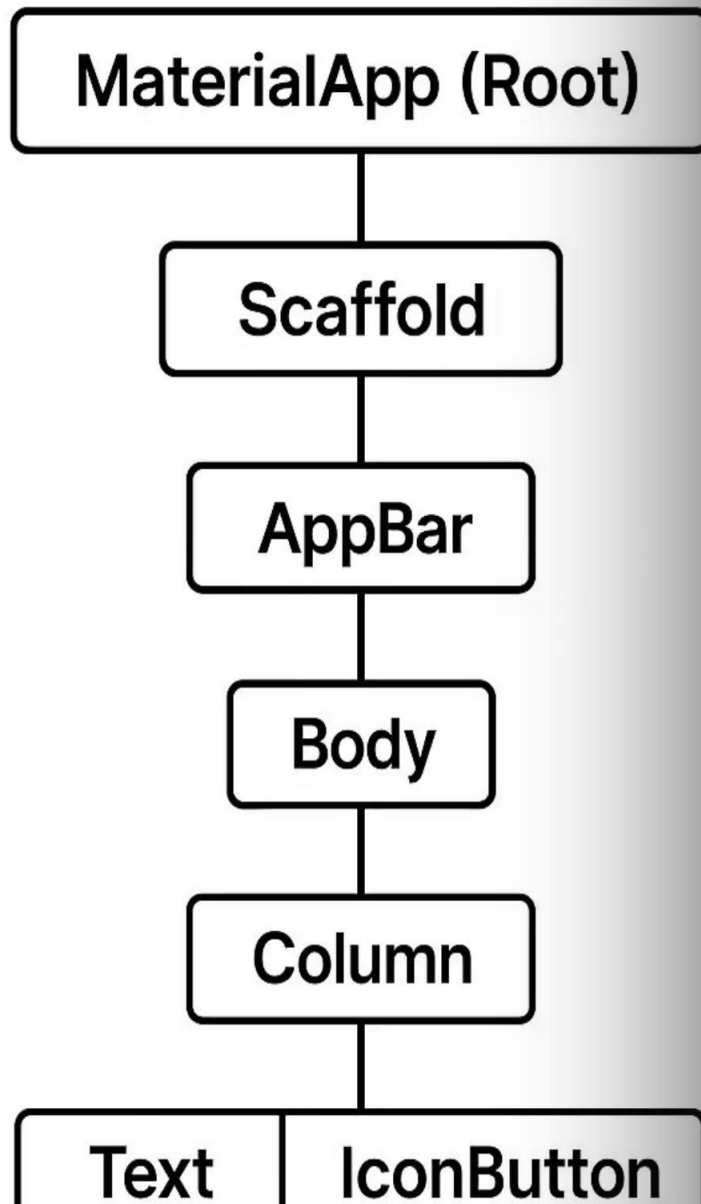 MaterialApp (Root)
Scaffold
AppBar
Body
Column
Text IconButton